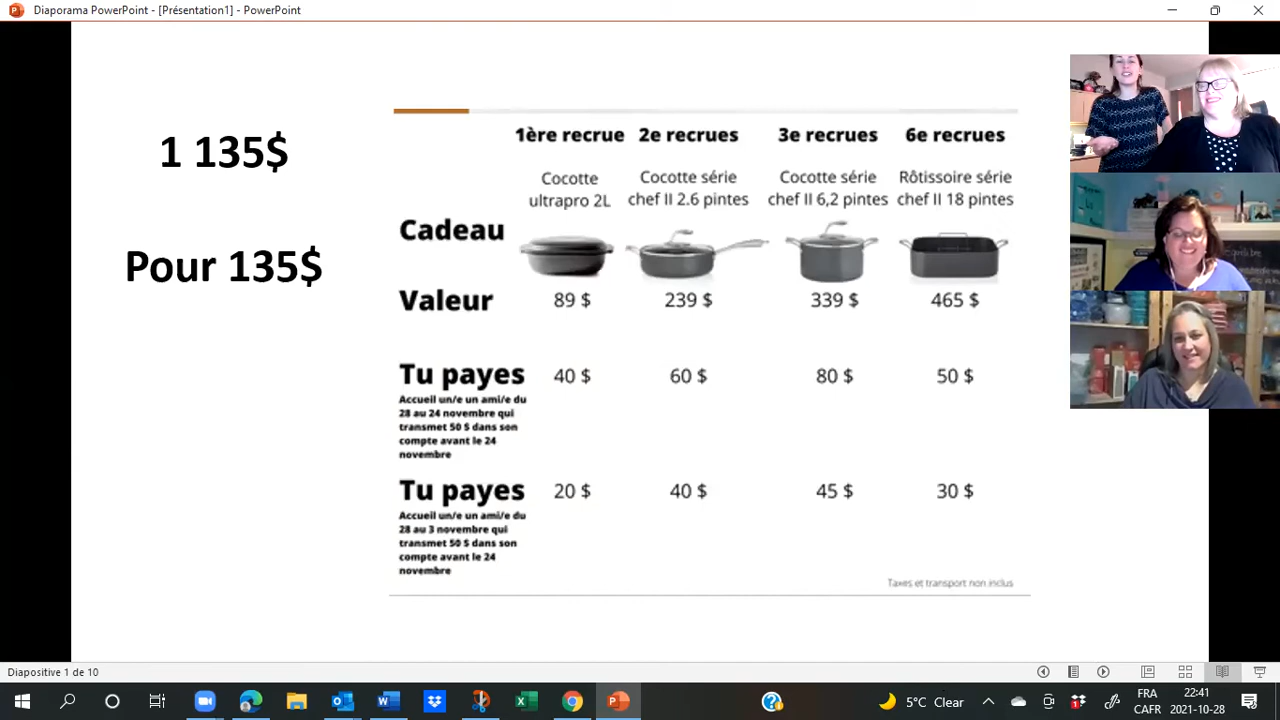 Diaporama PowerPoint - [Présentation1] - PowerPoint
1 135$
Pour 135$
1ère recrue 2e recrues 3e recrues 6e recrues
Cocotte ultrapro 2L
Cocotte série chef II 2.6 pintes
Cocotte série chef II 6,2 pintes
Rôtissoire série chef II 18 pintes
Cadeau
Valeur 89 $ 239 $ 339 $ 465 $
Tu payes 40 $ 60 $ 80 $ 50 $
Accueil un/e un ami/e du
28 au 24 novembre qui
transmet 50 $ dans son
compte avant le 24
novembre
Tu payes 20 $ 40 $ 45 $ 30 $
Accueil un/e un ami/e du
28 au 3 novembre qui
transmet 50 $ dans son
compte avant le 24
novembre
Taxes et transport non inclus
Diapositive 1 de 10
5°C Clear
FRA
CAFR
22:41
2021-10-28